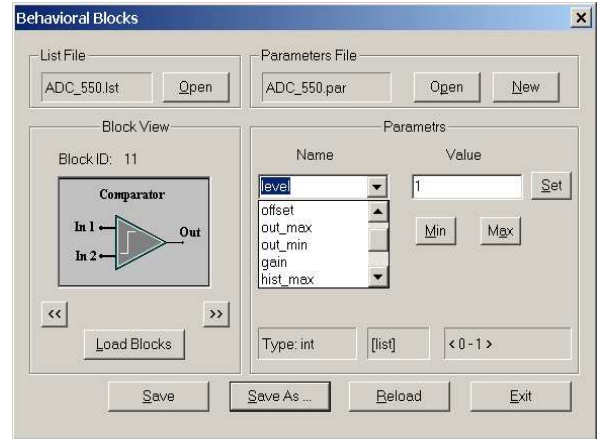 Behavioral Blocks
List File
ADC_550.lst
Open
Parameters File
ADC_550.par
Open
New
Block View
Block ID: 11
Comparator
In 1
In 2
Out
<<
>>
Load Blocks
Parametrs
Name
Value
level
1
Set
offset
out_max
out_min
gain
hist_max
Min
Max
Type: int
[list]
< 0 - 1 >
Save
Save As ...
Reload
Exit